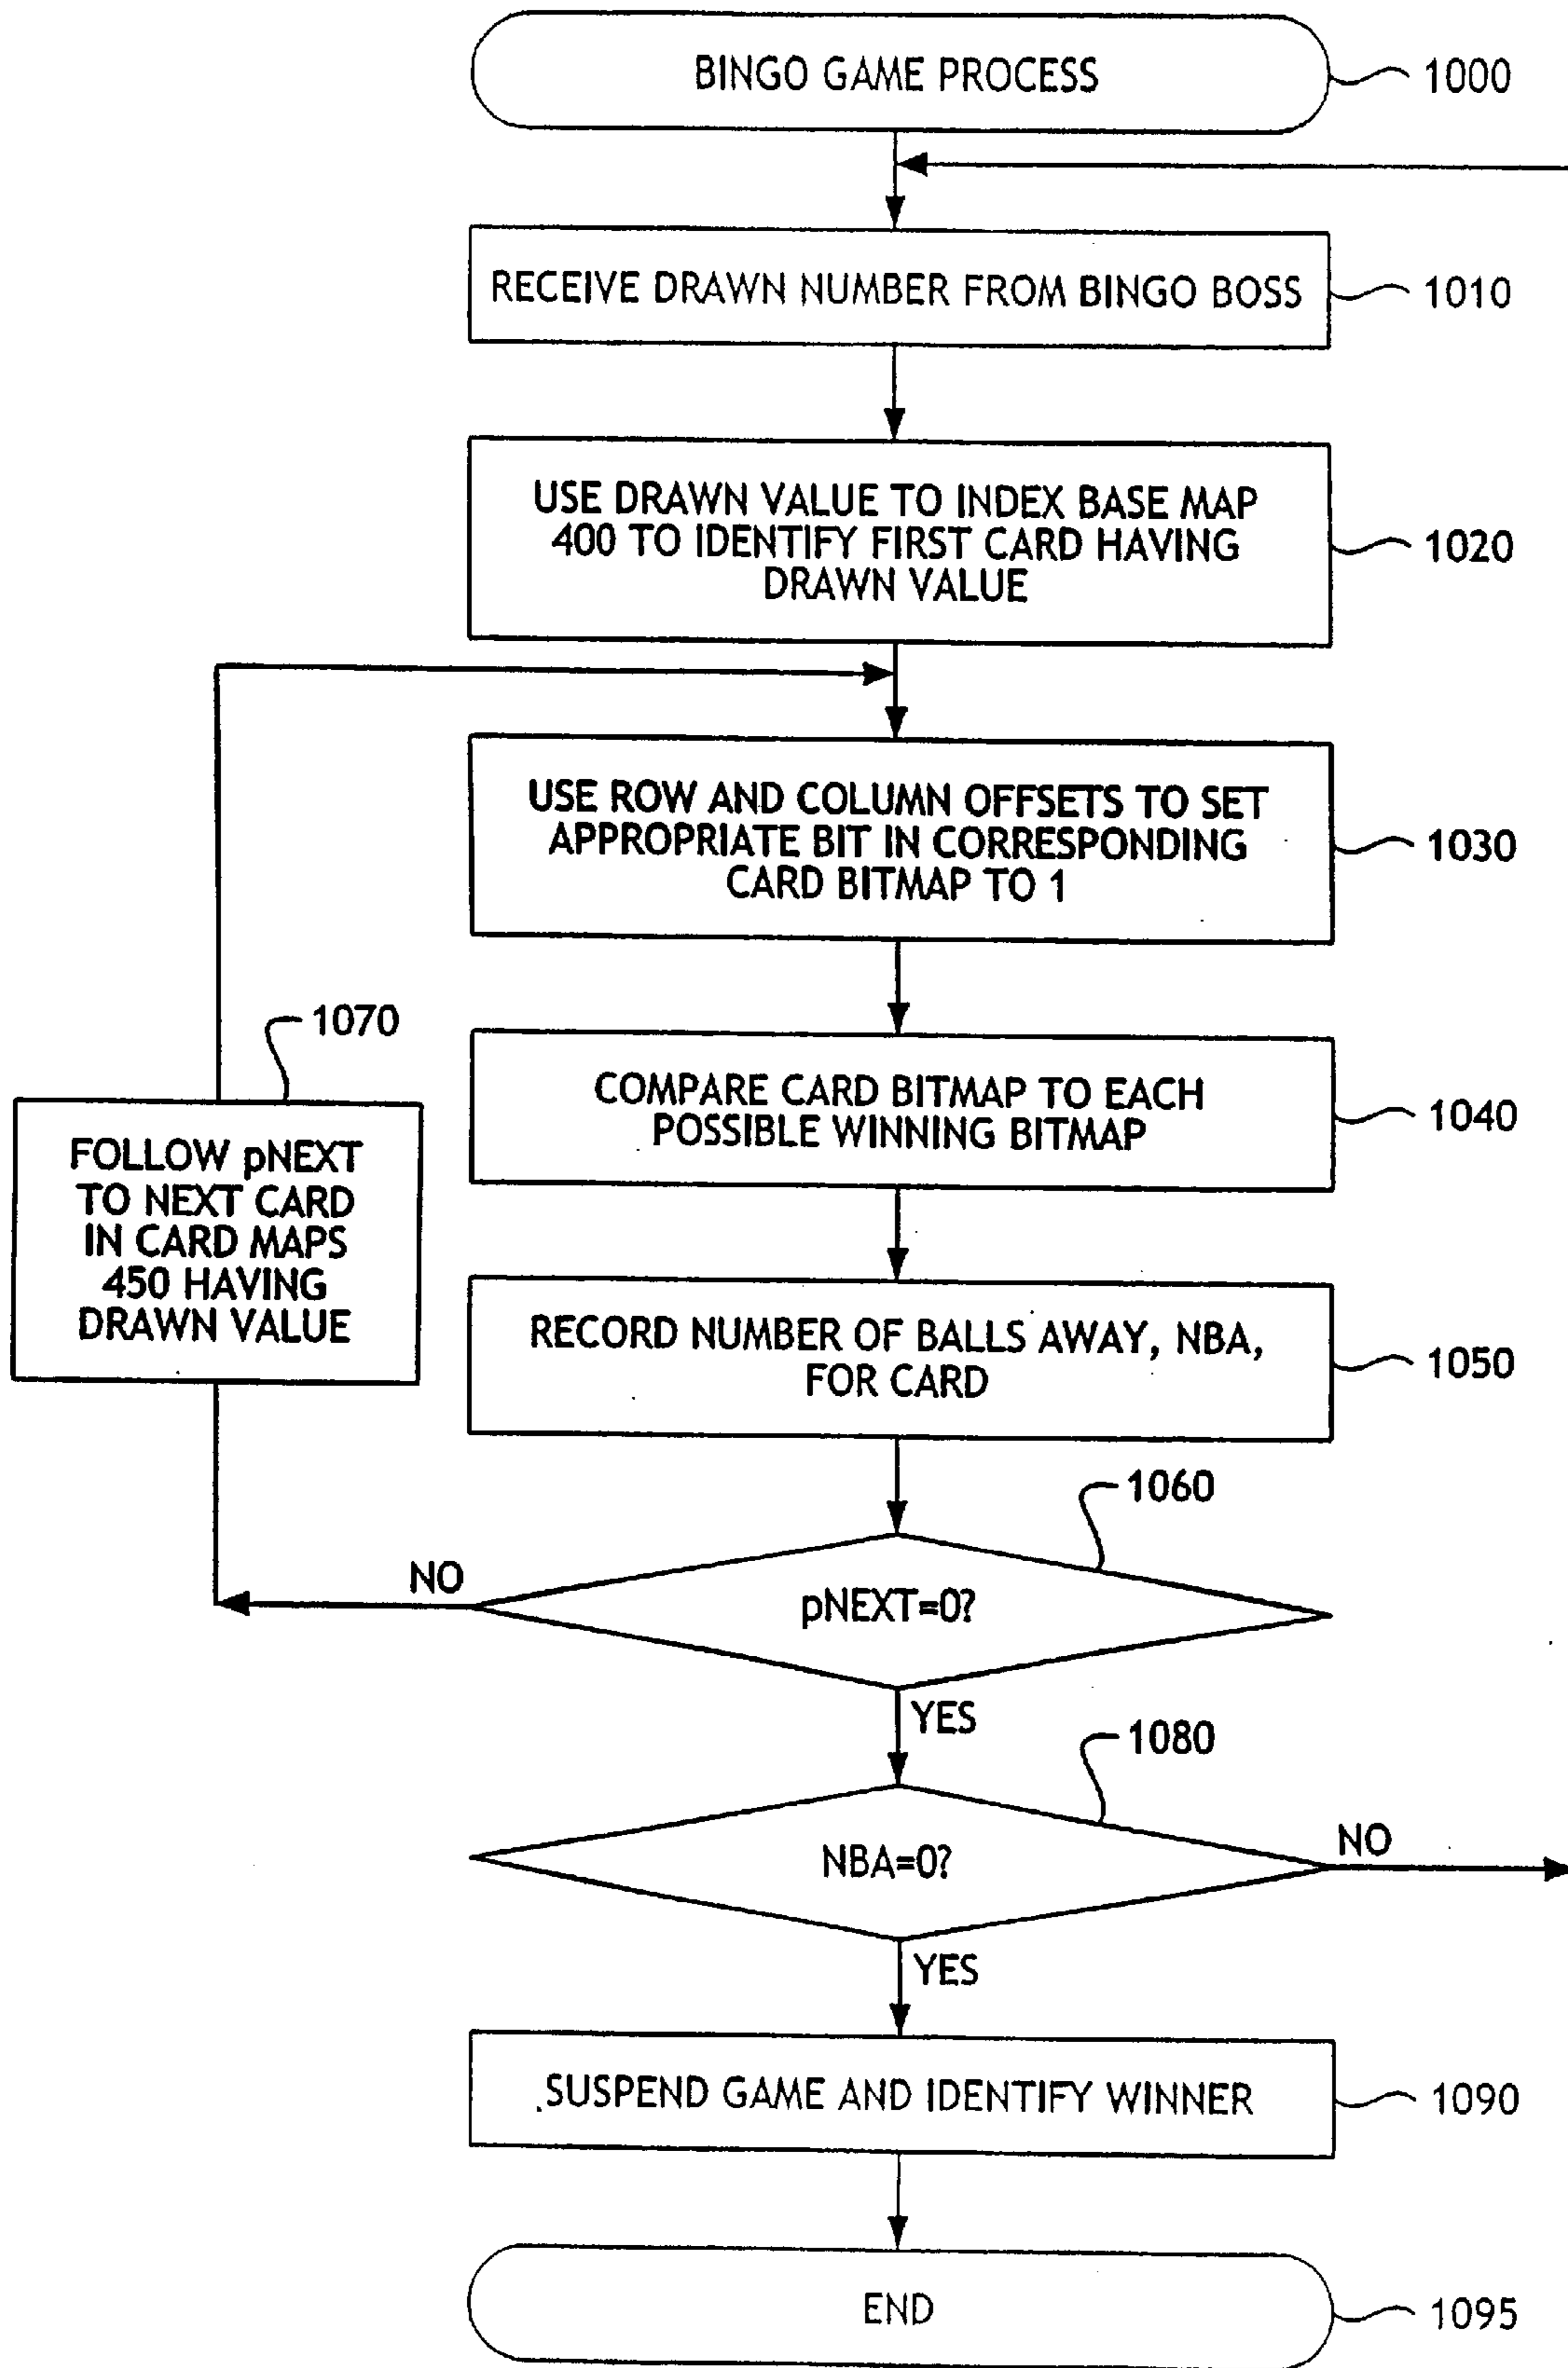 BINGO GAME PROCESS
1000
RECEIVE DRAWN NUMBER FROM BINGO BOSS
1010
USE DRAWN VALUE TO INDEX BASE MAP
400 TO IDENTIFY FIRST CARD HAVING
DRAWN VALUE
1020
USE ROW AND COLUMN OFFSETS TO SET
APPROPRIATE BIT IN CORRESPONDING
CARD BITMAP TO 1
1030
1070
FOLLOW pNEXT
TO NEXT CARD
IN CARD MAPS
450 HAVING
DRAWN VALUE
COMPARE CARD BITMAP TO EACH
POSSIBLE WINNING BITMAP
1040
RECORD NUMBER OF BALLS AWAY, NBA,
FOR CARD
1050
1060
NO
pNEXT=0?
YES
1080
NBA=0?
NO
YES
SUSPEND GAME AND IDENTIFY WINNER
1090
END
1095